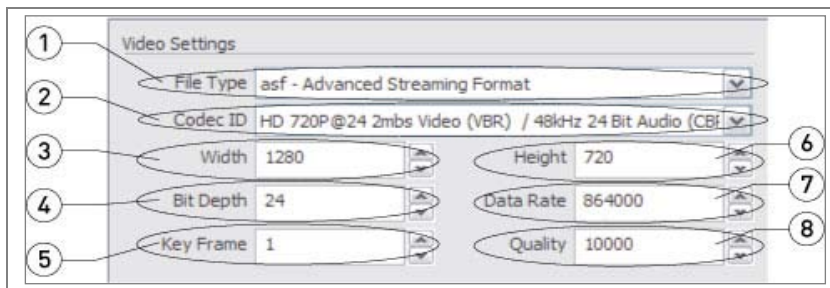 Video Settings
1 File Type asf - Advanced Streaming Format
2 Codec ID HD 720P@24 2mbs Video (VBR) / 48kHz 24 Bit Audio (CBR
3 Width 1280 Height 720 6
4 Bit Depth 24 Data Rate 864000 7
5 Key Frame 1 Quality 10000 8